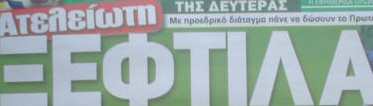 ΤΗΣ ΔΕΥΤΕΡΑΣ
Ατελείωτη
Με προεδρικό διάταγμα πάνε να δώσουν το Πρωτ
ΞΕΦΤΙΛΑ